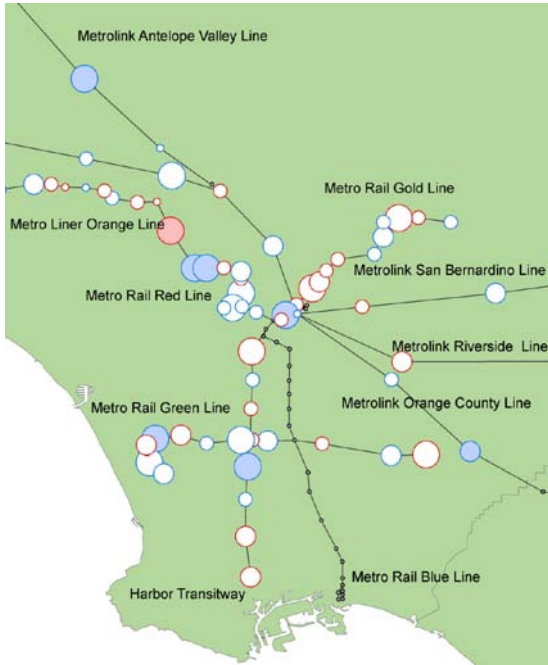 Metrolink Antelope Valley Line
Metro Rail Gold Line
Metro Liner Orange Line
Metrolink San Bernardino Line
Metro Rail Red Line
Metrolink Riverside Line
Metrolink Orange County Line
Metro Rail Green Line
Metro Rail Blue Line
Harbor Transitway